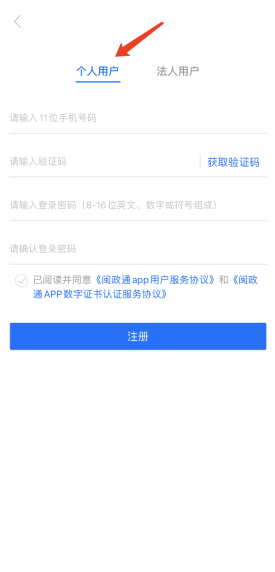 个人用户 法人用户
请输入11位手机号码
请输入验证码 获取验证码
请输入登录密码（8-16位英文、数字或符号组成）
请确认登录密码
已阅读并同意《闽政通app用户服务协议》和《闽政
通APP数字证书认证服务协议》
注册